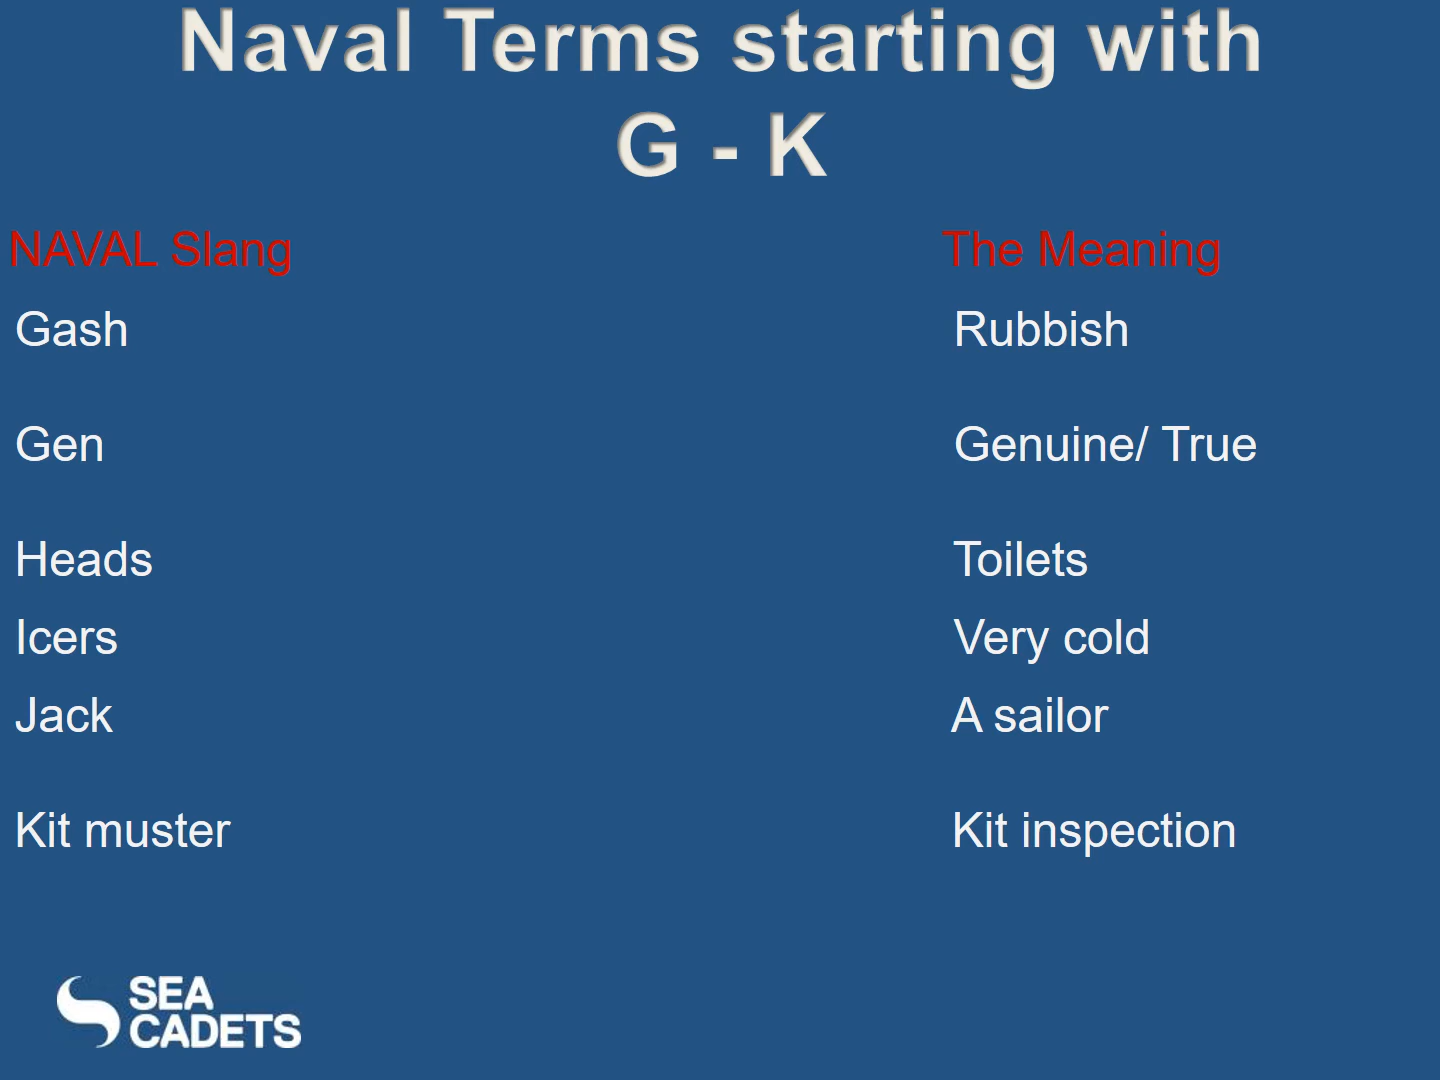 Naval Terms starting with
G - K
NAVAL Slang The Meaning
Gash Rubbish
Gen Genuine/ True
Heads Toilets
Icers Very cold
Jack A sailor
Kit muster Kit inspection
SEA
CADETS